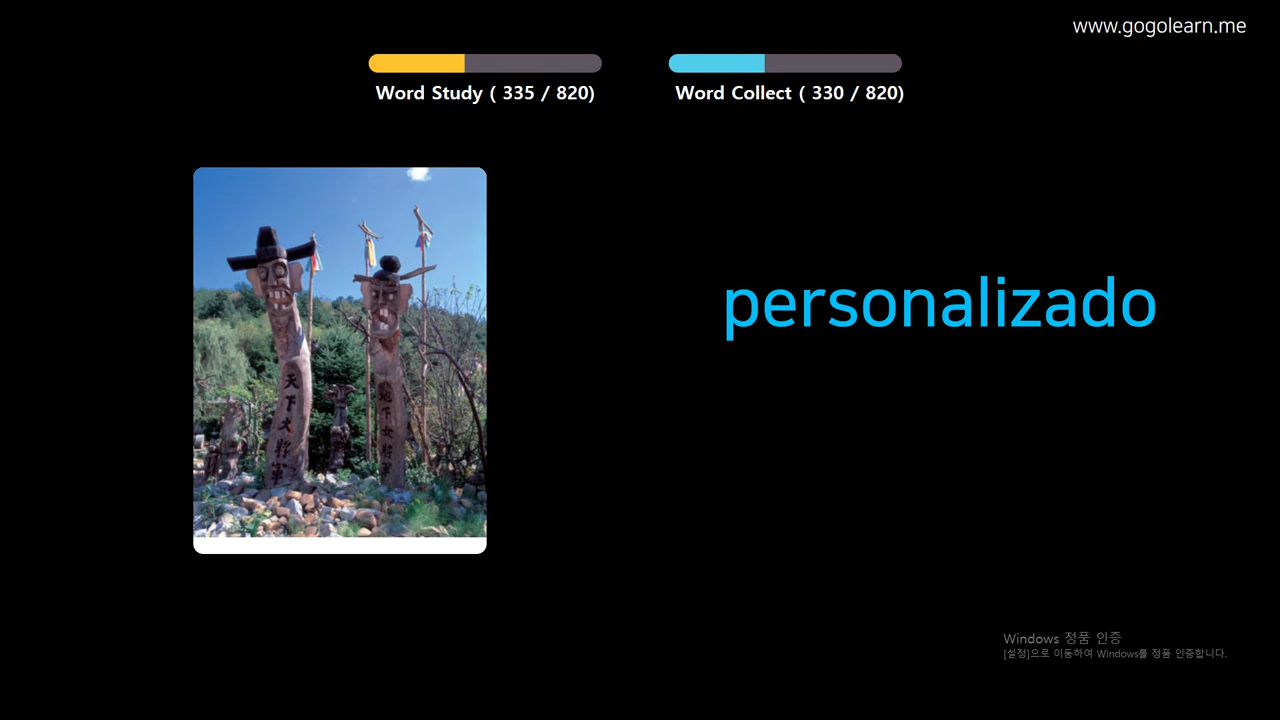 www.gogolearn.me
Word Study ( 335 / 820)
Word Collect ( 330 / 820)
personalizado
天下大將軍
地下女將軍
Windows 정품 인증
[설정]으로 이동하여 Windows를 정품 인증합니다.